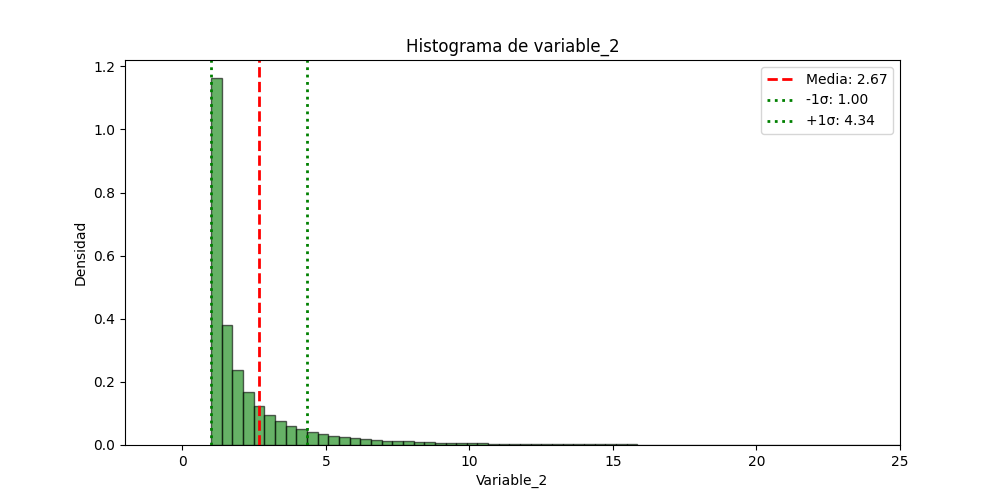 Histograma de variable_2
Media: 2.67
-1σ: 1.00
+1σ: 4.34
Densidad
1.2
1.0
0.8
0.6
0.4
0.2
0.0
0
5
10
15
20
25
Variable_2